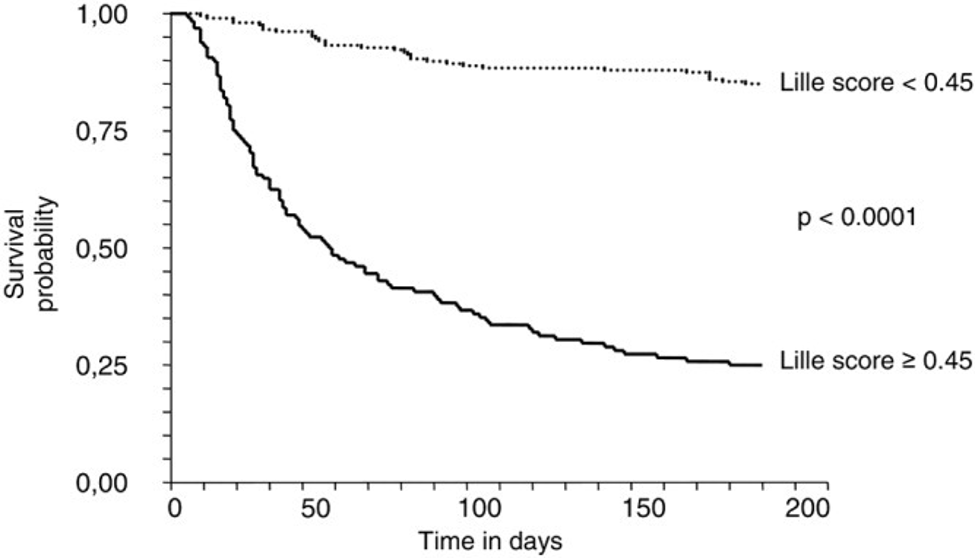 1,00
0,75
0,50
0,25
0,00
Survival
probability
Lille score < 0.45
p < 0.0001
Lille score ≥ 0.45
0 50 100 150 200
Time in days